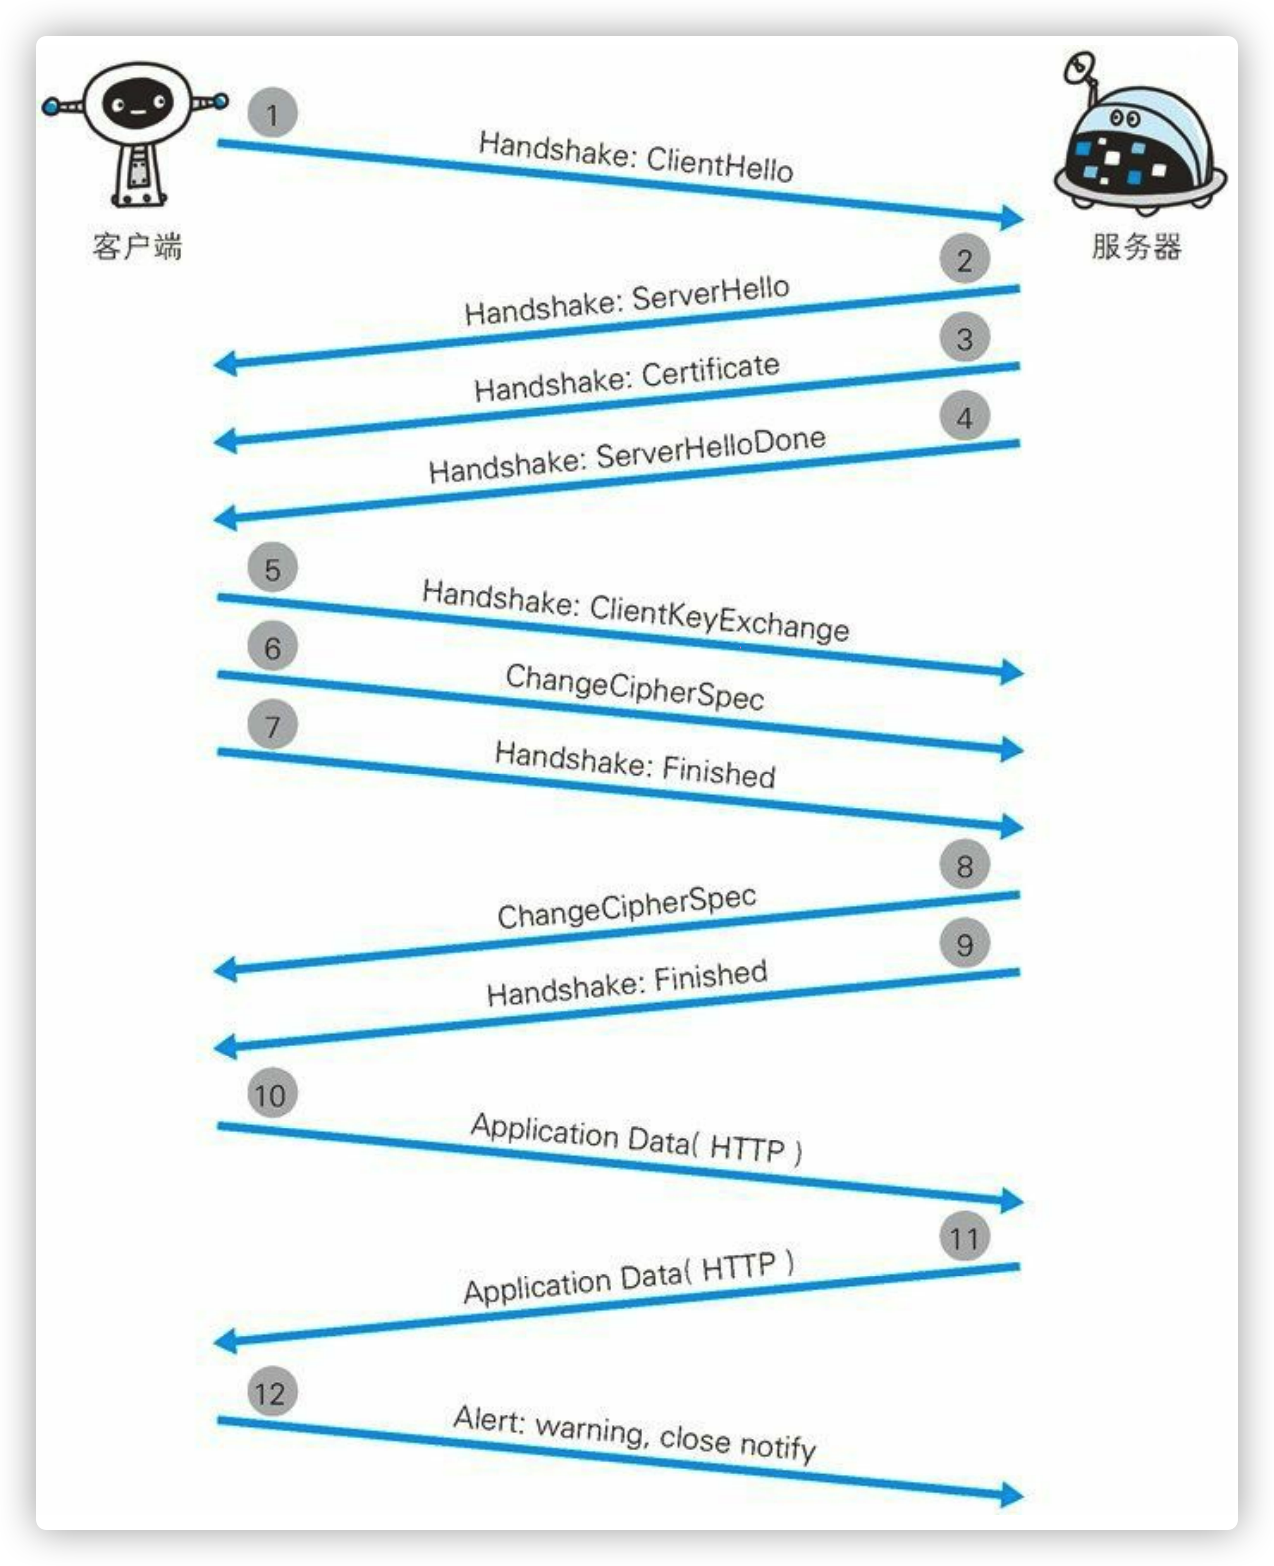 1
Handshake: ClientHello
客户端
服务器
2
Handshake: ServerHello
3
Handshake: Certificate
4
Handshake: ServerHelloDone
5
Handshake: ClientKeyExchange
6
ChangeCipherSpec
7
Handshake: Finished
8
ChangeCipherSpec
9
Handshake: Finished
10
Application Data( HTTP )
11
Application Data( HTTP )
12
Alert: warning, close notify